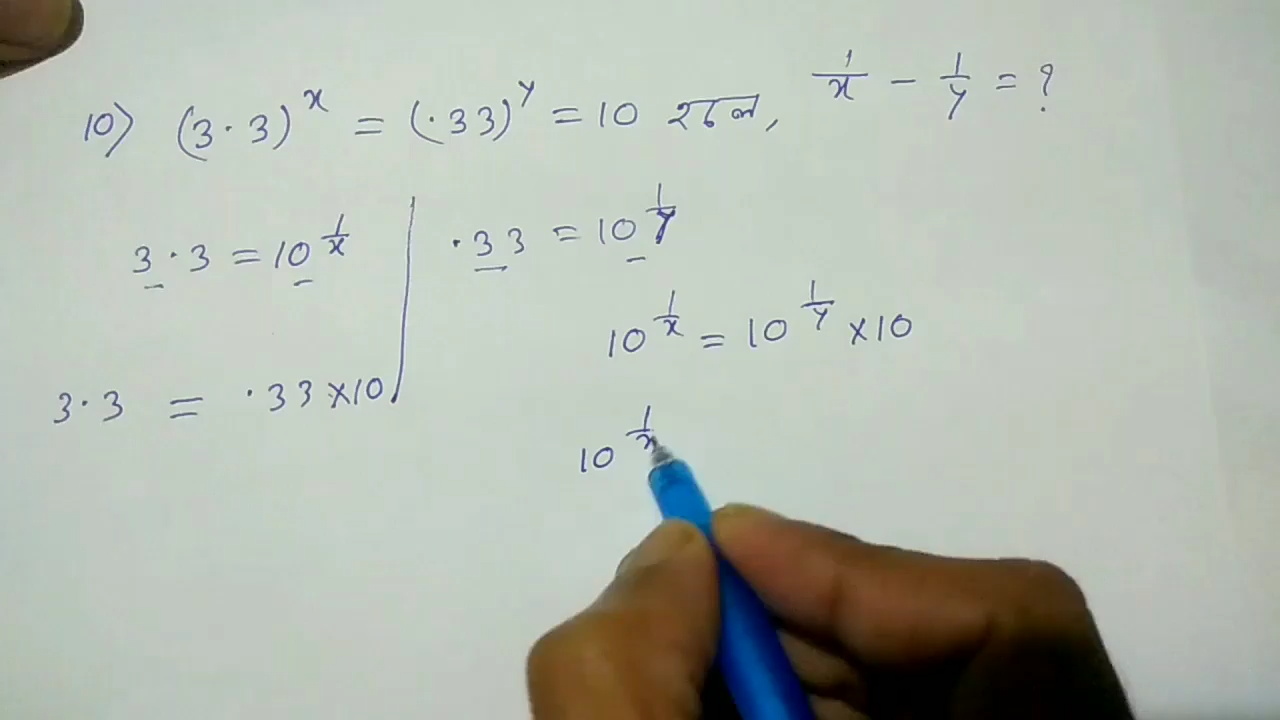 10) (3·3)^x = (·33)^y = 10 হলে, 1/x - 1/y = ?
3·3 = 10^(1/x) | ·33 = 10^(1/y)
10^(1/x) = 10^(1/y) × 10
3·3 = ·33 × 10
10^(1/x)